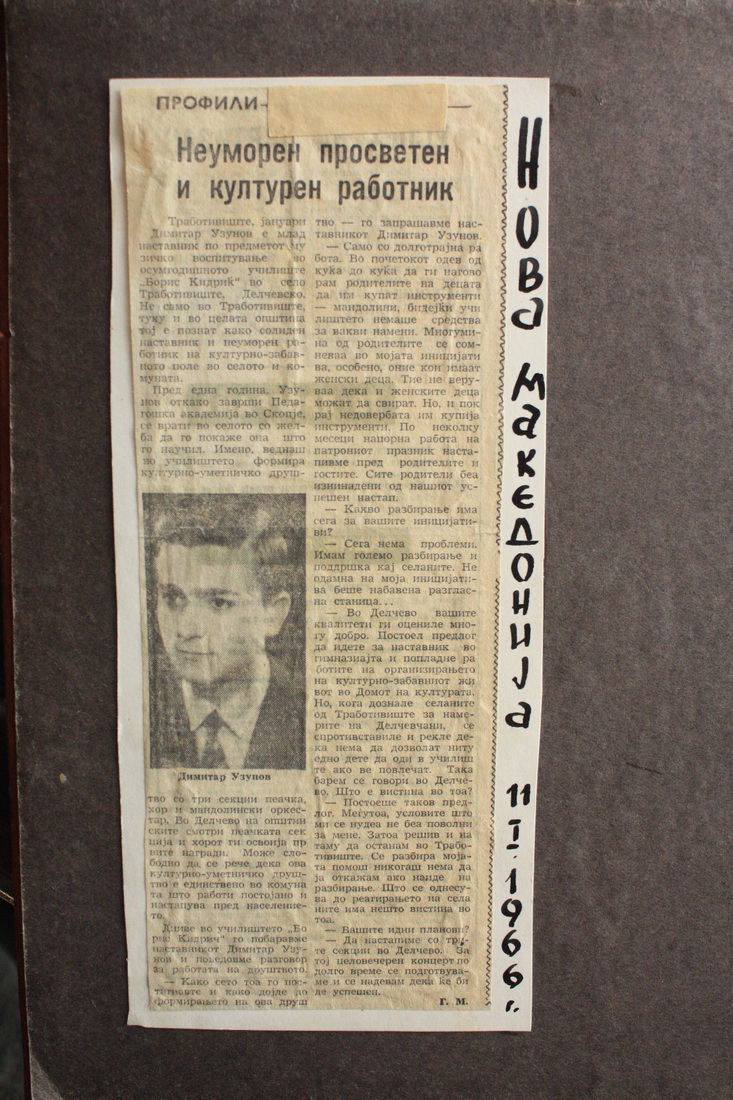 ПРОФИЛИ
Неуморен просветен
и културен работник
Тработивиште, јануари
Димитар Узунов е млад
наставник по предметот му
зичко воспитување во
осумгодишното училиште
„Борис Кидрич“ во село
Тработивиште, Делчевско.
Не само во Тработивиште,
туку и во целата општина
тој е познат како солиден
наставник и неуморен ра-
ботник на културно-забав-
ното поле во селото и ко-
муната.
Пред една година, Узу-
нов откако заврши Педа-
гошка академија во Скопје,
се врати во селото со жел-
ба да го покаже она што
го научил. Имено, веднаш
во училиштето формира
културно-уметничко друш-
Димитар Узунов
тво со три секции пеачка,
хор и мандолински оркес-
тар. Во Делчево на општин
ските смотри пеачката сек
ција и хорот ги освоија пр
вите награди. Може сло-
бодно да се рече дека ова
културно-уметничко друш-
тво е единствено во комуна
та што работи постојано и
настапува пред население-
то.
Дојдовме во училиштето „Бо
рис Кидрич“ го побаравме
наставникот Димитар Узу-
нов и поведовме разговор
за работата на друштвото.
— Како сето тоа го пос-
тигнавте и како дојде до
формирањето на ова друш
тво — го запрашавме нас-
тавникот Димитар Узунов.
— Само со долготрајна ра
бота. Во почетокот одев од
куќа до куќа да ги натово
рам родителите на децата
да им купат инструменти
— мандолини, бидејќи учи
лиштето немаше средства
за вакви намени. Многуми-
на од родителите се сом-
неваа во мојата иницијати
ва, особено, оние кои имаат
женски деца. Тие не веру-
ваа дека и женските деца
можат да свират. Но, и пок
рај недовербата им купија
инструменти. По неколку
месеци напорна работа на
патрониот празник наста-
пивме пред родителите и
гостите. Сите родители беа
изненадени од нашиот ус-
пешен настап.
— Какво разбирање има
сега за вашите иницијати-
ви?
— Сега нема проблеми.
Имам големо разбирање и
поддршка кај селаните. Не
одамна на моја иницијати-
ва беше набавена разглас-
на станица...
— Во Делчево вашите
квалитети ги оцениле мно-
гу добро. Постоел предлог
да идете за наставник во
гимназиајта и попладне ра
ботите на организирањето
на културно-забавниот жи
вот во Домот на културата.
Но, кога дознале селаните
од Тработивиште за наме-
рите на Делчевчани, се
спротивставиле и рекле де-
ка нема да дозволат ниту
едно дете да оди в училиш
те ако ве повлечат. Така
барем се говори во Делче-
во. Што е вистина во тоа?
— Постоеше таков пред-
лог. Меѓутоа, условите што
ми се нудеа не беа поволни
за мене. Затоа решив и на-
таму да останам во Трабо-
тивиште. Се разбира моја-
та помош никогаш нема да
ја откажам ако наиде на
разбирање. Што се однесу-
ва до реагирањето на села
ните има нешто вистина во
тоа.
— Вашите идни планови?
— Да настапиме со три-
те секции во Делчево. За
тој целовечерен концерт по
долго време се подготвува-
ме и се надевам дека ќе би
де успешен.
Г. М.
НОВА МАКЕДОНИЈА 11 I. 1966 г.